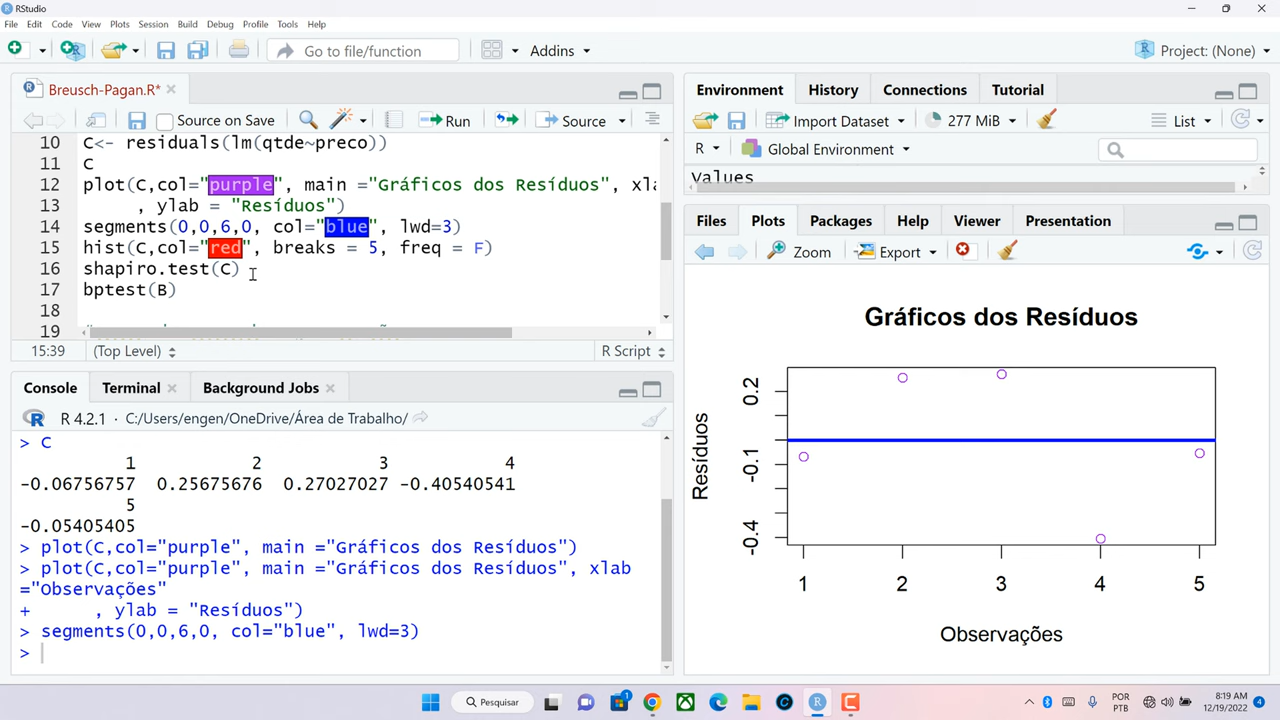 RStudio
File Edit Code View Plots Session Build Debug Profile Tools Help
Go to file/function
Addins
Project: (None)
Breusch-Pagan.R*
Source on Save
Run
Source
10 C<- residuals(lm(qtde~preco))
11 C
12 plot(C,col="purple", main ="Gráficos dos Resíduos", xla
13 , ylab = "Resíduos")
14 segments(0,0,6,0, col="blue", lwd=3)
15 hist(C,col="red", breaks = 5, freq = F)
16 shapiro.test(C)
17 bptest(B)
18
19
15:39 (Top Level) R Script
Console Terminal Background Jobs
R 4.2.1 · C:/Users/engen/OneDrive/Área de Trabalho/
> C
1 2 3 4
-0.06756757 0.25675676 0.27027027 -0.40540541
5
-0.05405405
> plot(C,col="purple", main ="Gráficos dos Resíduos")
> plot(C,col="purple", main ="Gráficos dos Resíduos", xlab
="Observações"
+ , ylab = "Resíduos")
> segments(0,0,6,0, col="blue", lwd=3)
>
Environment History Connections Tutorial
Import Dataset 277 MiB List
R Global Environment
Values
Files Plots Packages Help Viewer Presentation
Zoom Export
Gráficos dos Resíduos
Resíduos
0.2
-0.1
-0.4
1 2 3 4 5
Observações
Pesquisar
POR
PTB
8:19 AM
12/19/2022
4